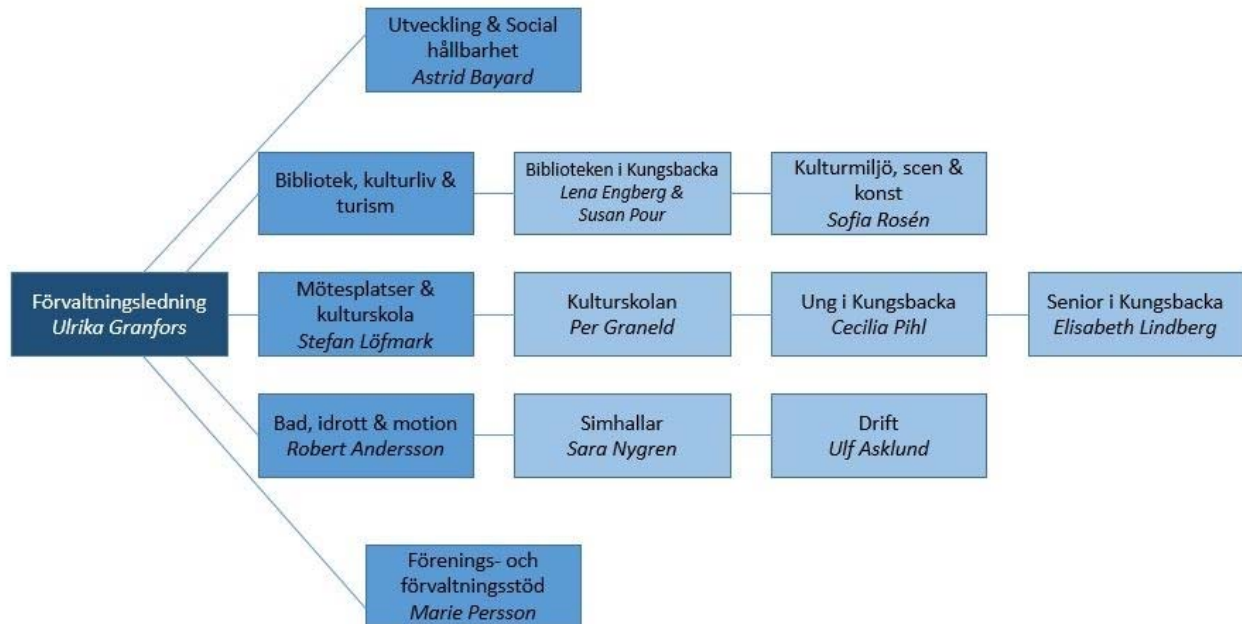 Utveckling & Social
hållbarhet
Astrid Bayard
Bibliotek, kulturliv &
turism
Biblioteken i Kungsbacka
Lena Engberg &
Susan Pour
Kulturmiljö, scen &
konst
Sofia Rosén
Förvaltningsledning
Ulrika Granfors
Mötesplatser &
kulturskola
Stefan Löfmark
Kulturskolan
Per Graneld
Ung i Kungsbacka
Cecilia Pihl
Senior i Kungsbacka
Elisabeth Lindberg
Bad, idrott & motion
Robert Andersson
Simhallar
Sara Nygren
Drift
Ulf Asklund
Förenings- och
förvaltningsstöd
Marie Persson